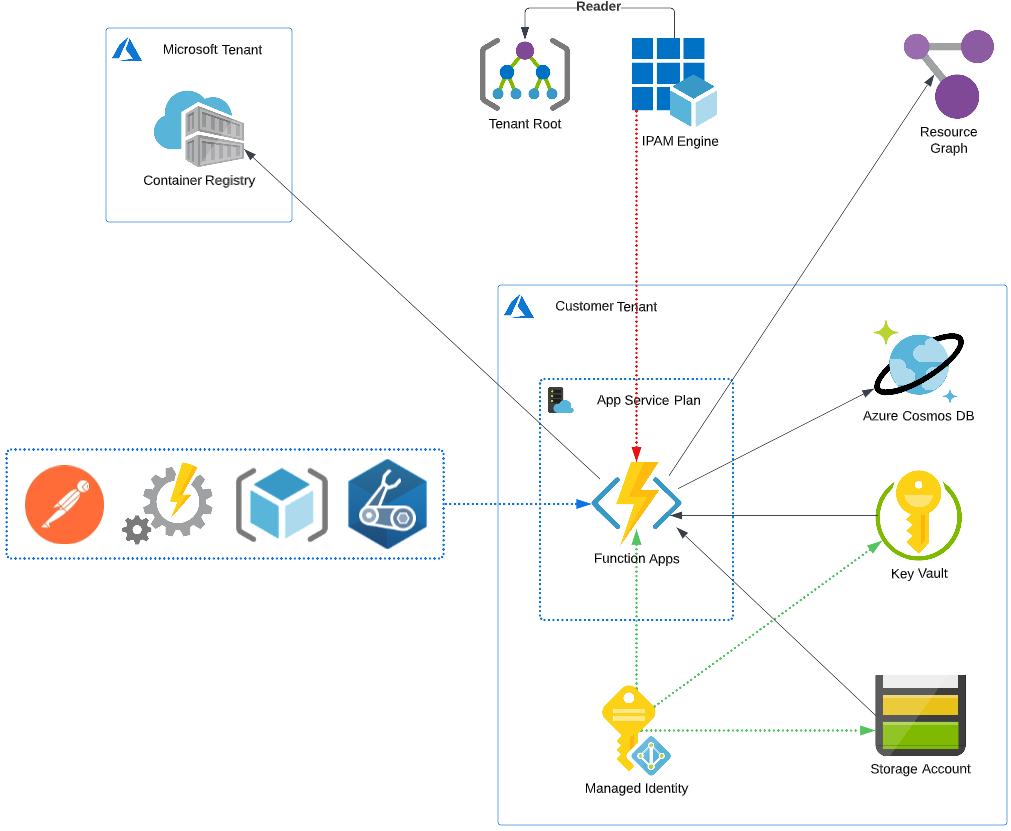 Reader
Microsoft Tenant
Container Registry
Tenant Root
IPAM Engine
Resource
Graph
Customer Tenant
App Service Plan
Azure Cosmos DB
Function Apps
Key Vault
Storage Account
Managed Identity